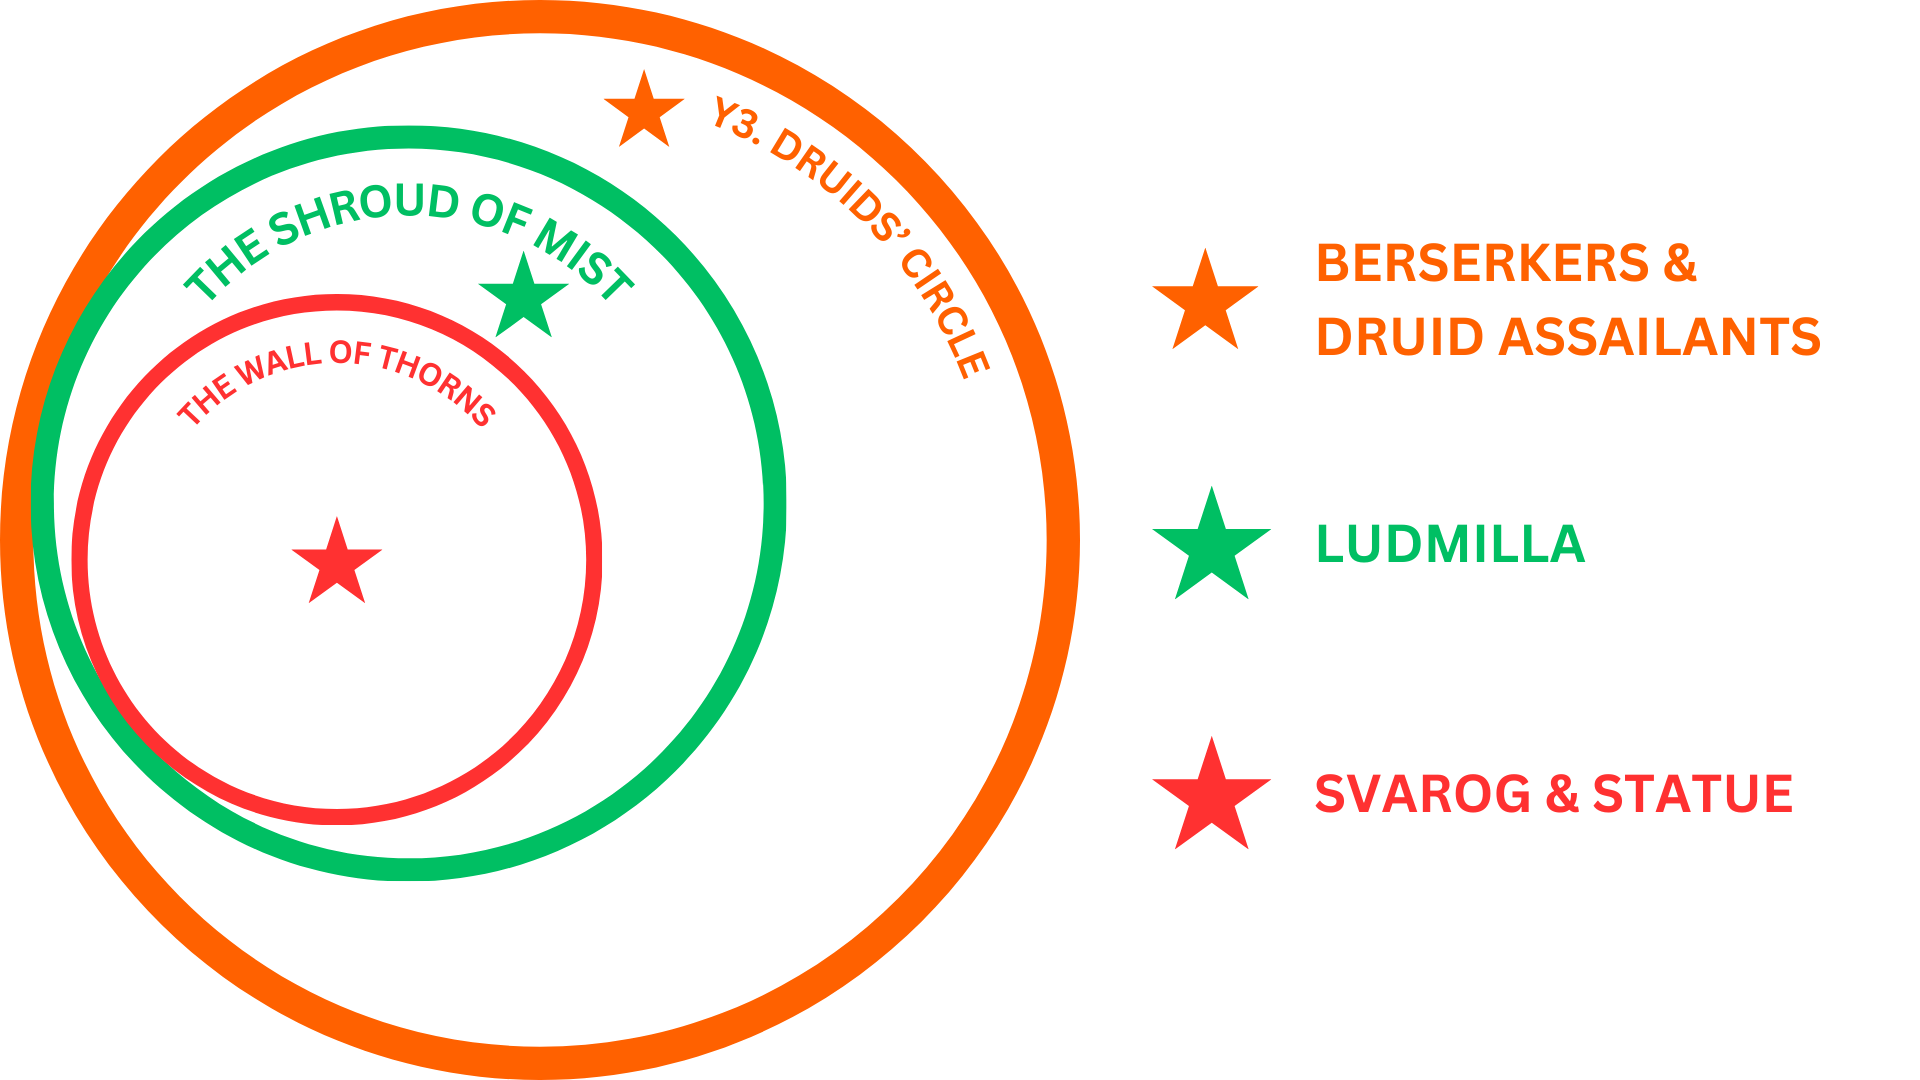 Y3. DRUIDS’ CIRCLE
THE SHROUD OF MIST
THE WALL OF THORNS
BERSERKERS &
DRUID ASSAILANTS
LUDMILLA
SVAROG & STATUE